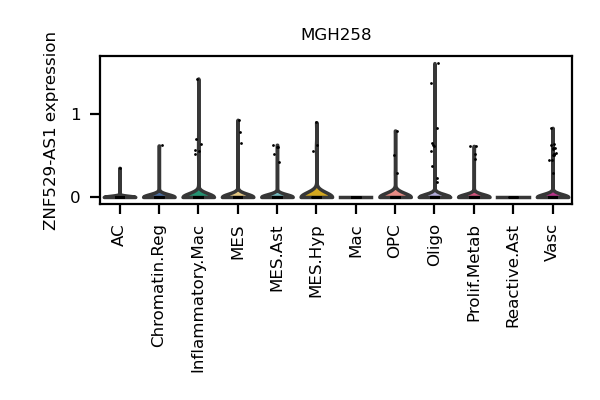 MGH258
ZNF529-AS1 expression
1
0
AC
Chromatin.Reg
Inflammatory.Mac
MES
MES.Ast
MES.Hyp
Mac
OPC
Oligo
Prolif.Metab
Reactive.Ast
Vasc